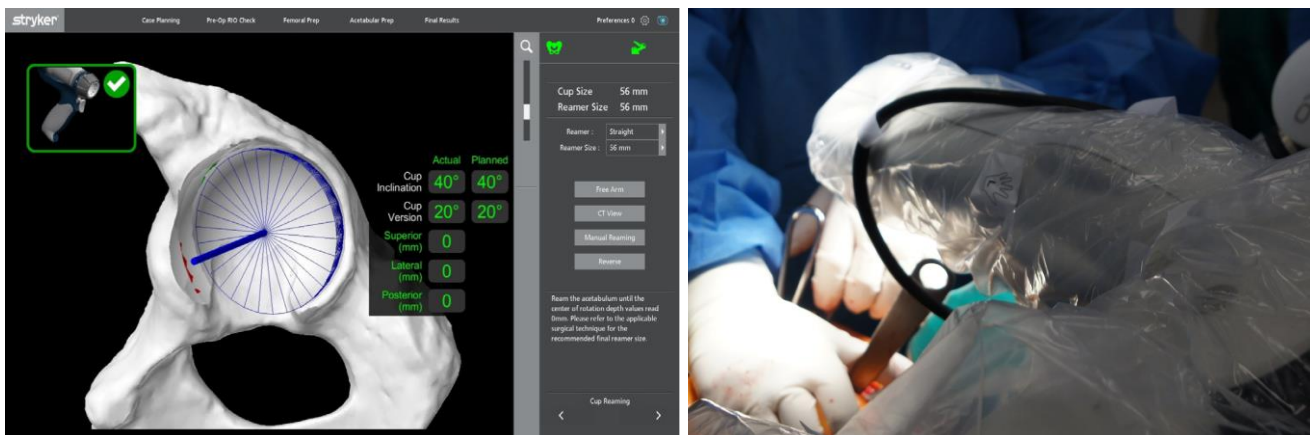 stryker
Case Planning
Pre-Op RIO Check
Femoral Prep
Acetabular Prep
Final Results
Preferences 0
Actual Planned
Cup
Inclination 40° 40°
Cup
Version 20° 20°
Superior
(mm) 0
Lateral
(mm) 0
Posterior
(mm) 0
Cup Size 56 mm
Reamer Size 56 mm
Reamer : Straight
Reamer Size : 56 mm
Free Arm
CT View
Manual Reaming
Reverse
Ream the acetabulum until the
center of rotation depth values read
0mm. Please refer to the applicable
surgical technique for the
recommended final reamer size.
Cup Reaming